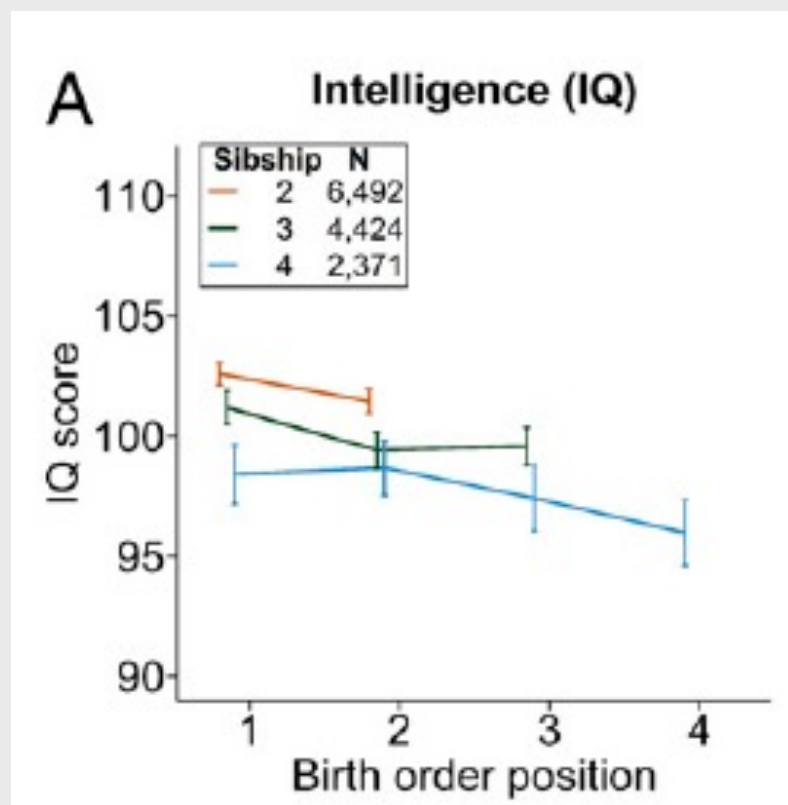 A
Intelligence (IQ)
Sibship N
2 6,492
3 4,424
4 2,371
110
105
100
95
90
IQ score
1 2 3 4
Birth order position